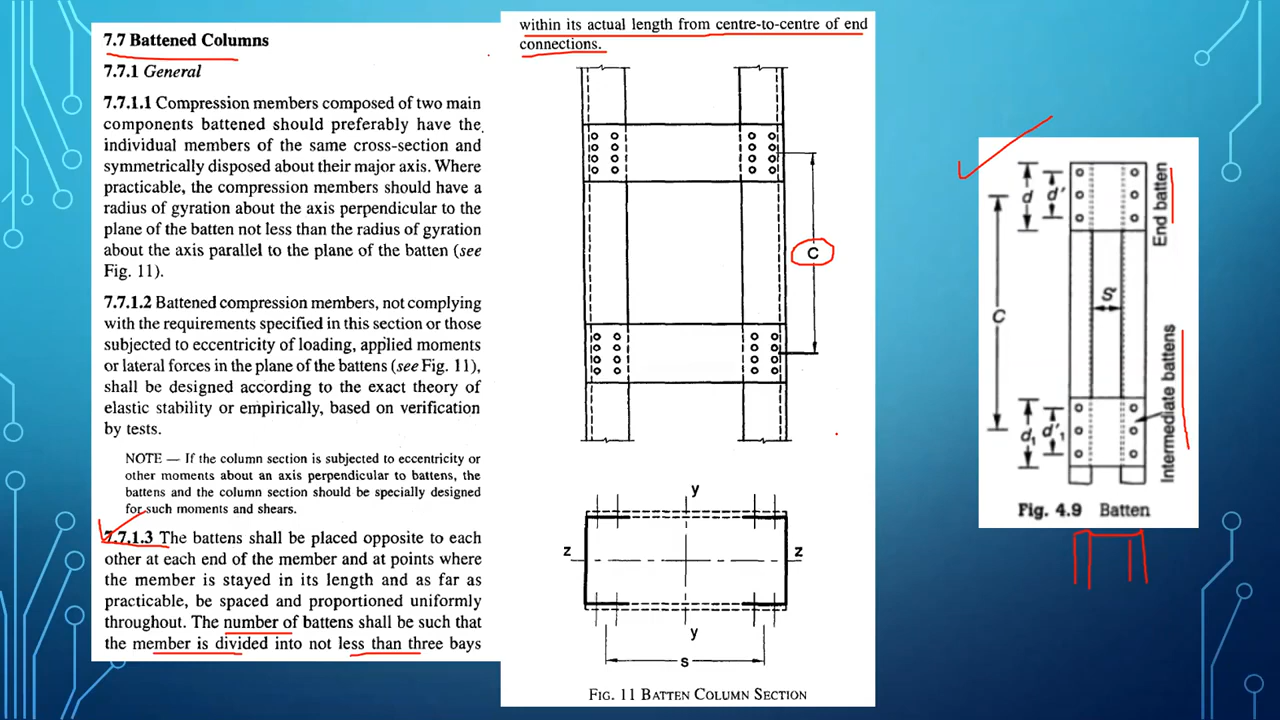 7.7 Battened Columns
7.7.1 General
7.7.1.1 Compression members composed of two main
components battened should preferably have the
individual members of the same cross-section and
symmetrically disposed about their major axis. Where
practicable, the compression members should have a
radius of gyration about the axis perpendicular to the
plane of the batten not less than the radius of gyration
about the axis parallel to the plane of the batten (see
Fig. 11).
7.7.1.2 Battened compression members, not complying
with the requirements specified in this section or those
subjected to eccentricity of loading, applied moments
or lateral forces in the plane of the battens (see Fig. 11),
shall be designed according to the exact theory of
elastic stability or empirically, based on verification
by tests.
NOTE — If the column section is subjected to eccentricity or
other moments about an axis perpendicular to battens, the
battens and the column section should be specially designed
for such moments and shears.
7.7.1.3 The battens shall be placed opposite to each
other at each end of the member and at points where
the member is stayed in its length and as far as
practicable, be spaced and proportioned uniformly
throughout. The number of battens shall be such that
the member is divided into not less than three bays
within its actual length from centre-to-centre of end
connections.
C
y
z
z
y
s
FIG. 11 BATTEN COLUMN SECTION
d
d'
End batten
C
S
d₁
d'₁
Intermediate battens
Fig. 4.9 Batten